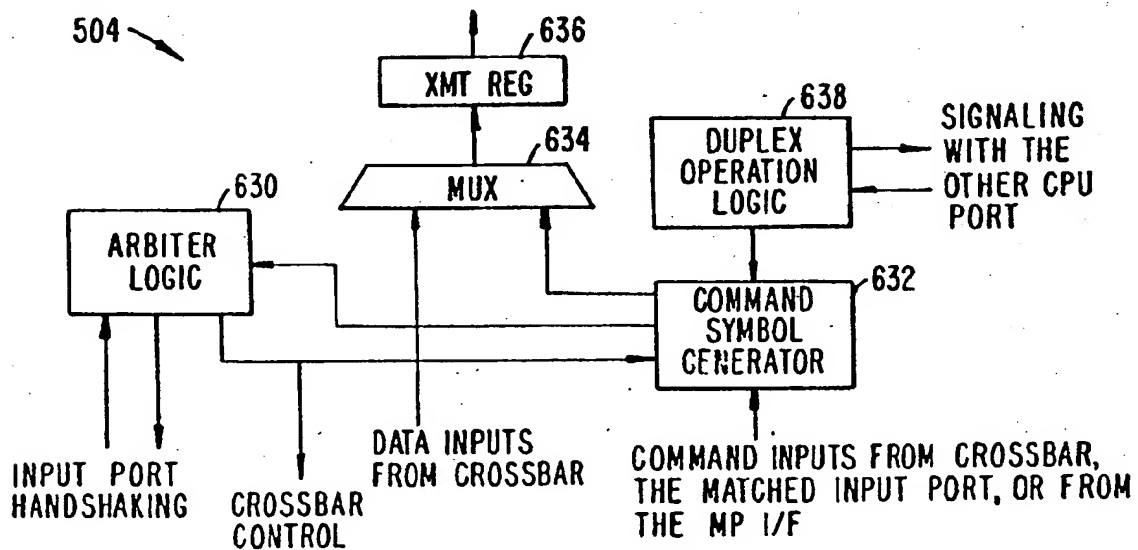 504
636
XMT REG
638
DUPLEX
OPERATION
LOGIC
SIGNALING
WITH THE
OTHER CPU
PORT
634
MUX
630
ARBITER
LOGIC
632
COMMAND
SYMBOL
GENERATOR
INPUT PORT
HANDSHAKING
CROSSBAR
CONTROL
DATA INPUTS
FROM CROSSBAR
COMMAND INPUTS FROM CROSSBAR,
THE MATCHED INPUT PORT, OR FROM
THE MP I/F